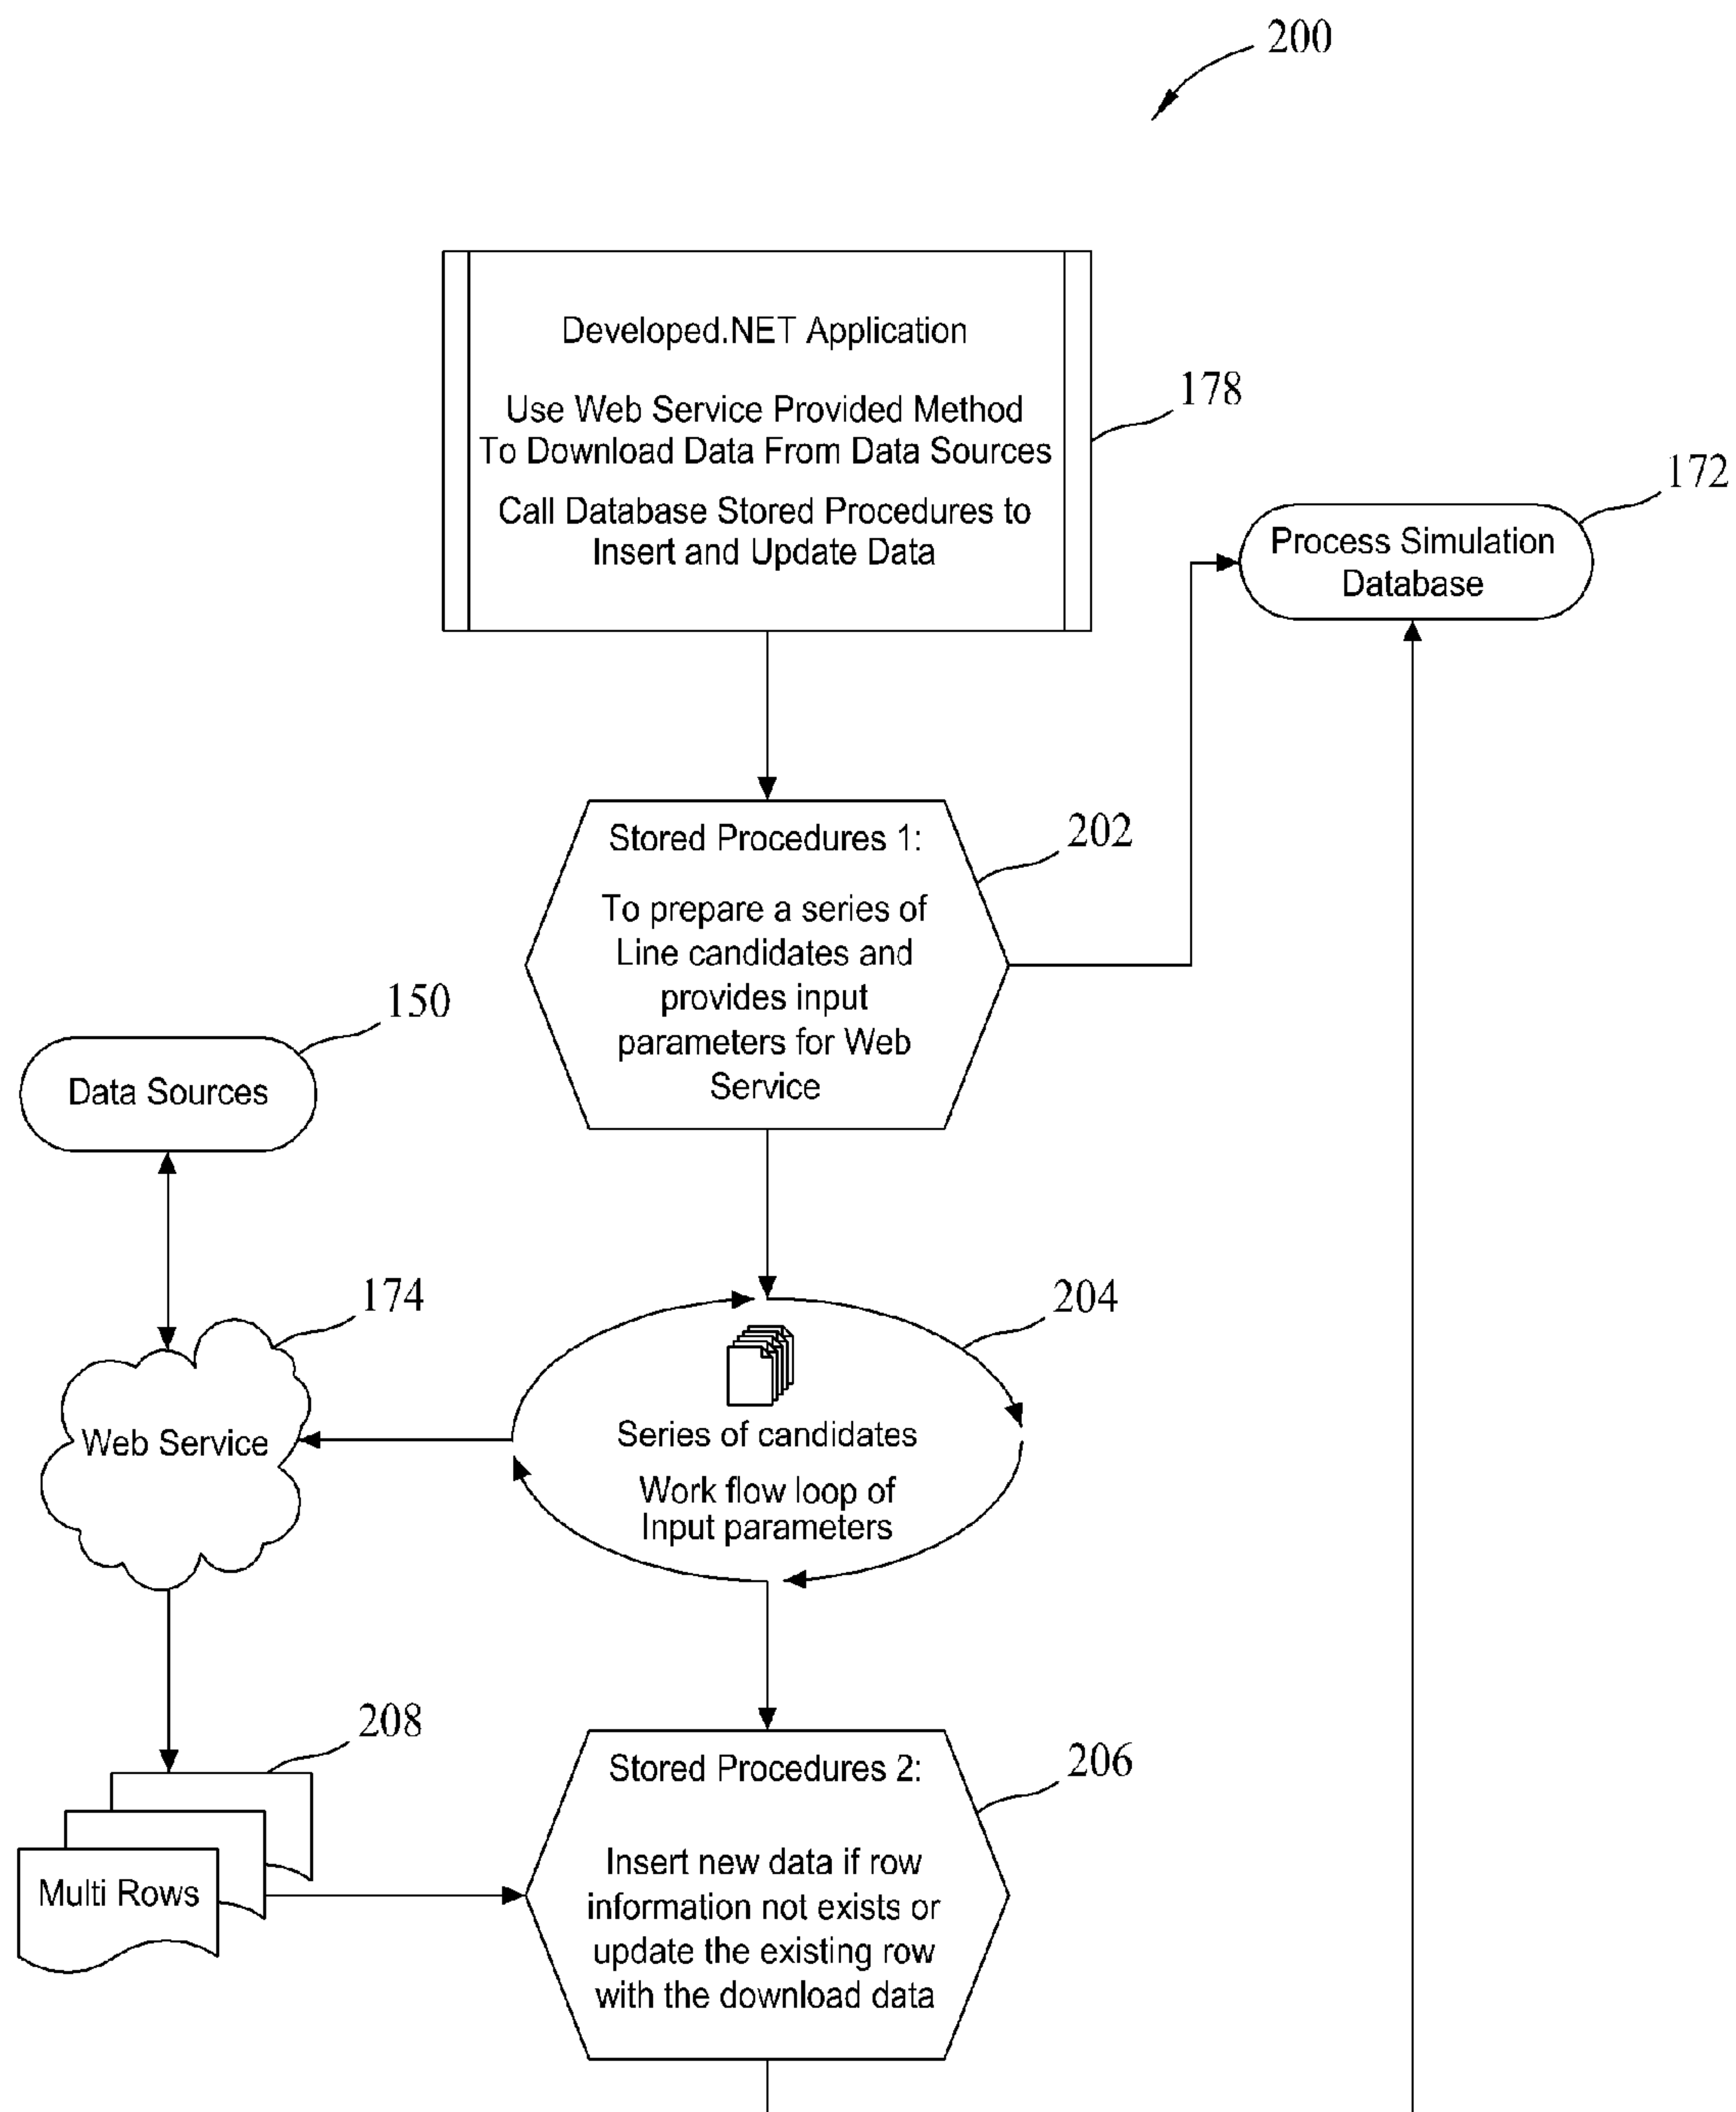 200
Developed.NET Application
Use Web Service Provided Method
To Download Data From Data Sources
Call Database Stored Procedures to
Insert and Update Data
178
172
Process Simulation
Database
Stored Procedures 1:
To prepare a series of
Line candidates and
provides input
parameters for Web
Service
202
150
Data Sources
174
Web Service
204
Series of candidates
Work flow loop of
Input parameters
208
Multi Rows
206
Stored Procedures 2:
Insert new data if row
information not exists or
update the existing row
with the download data